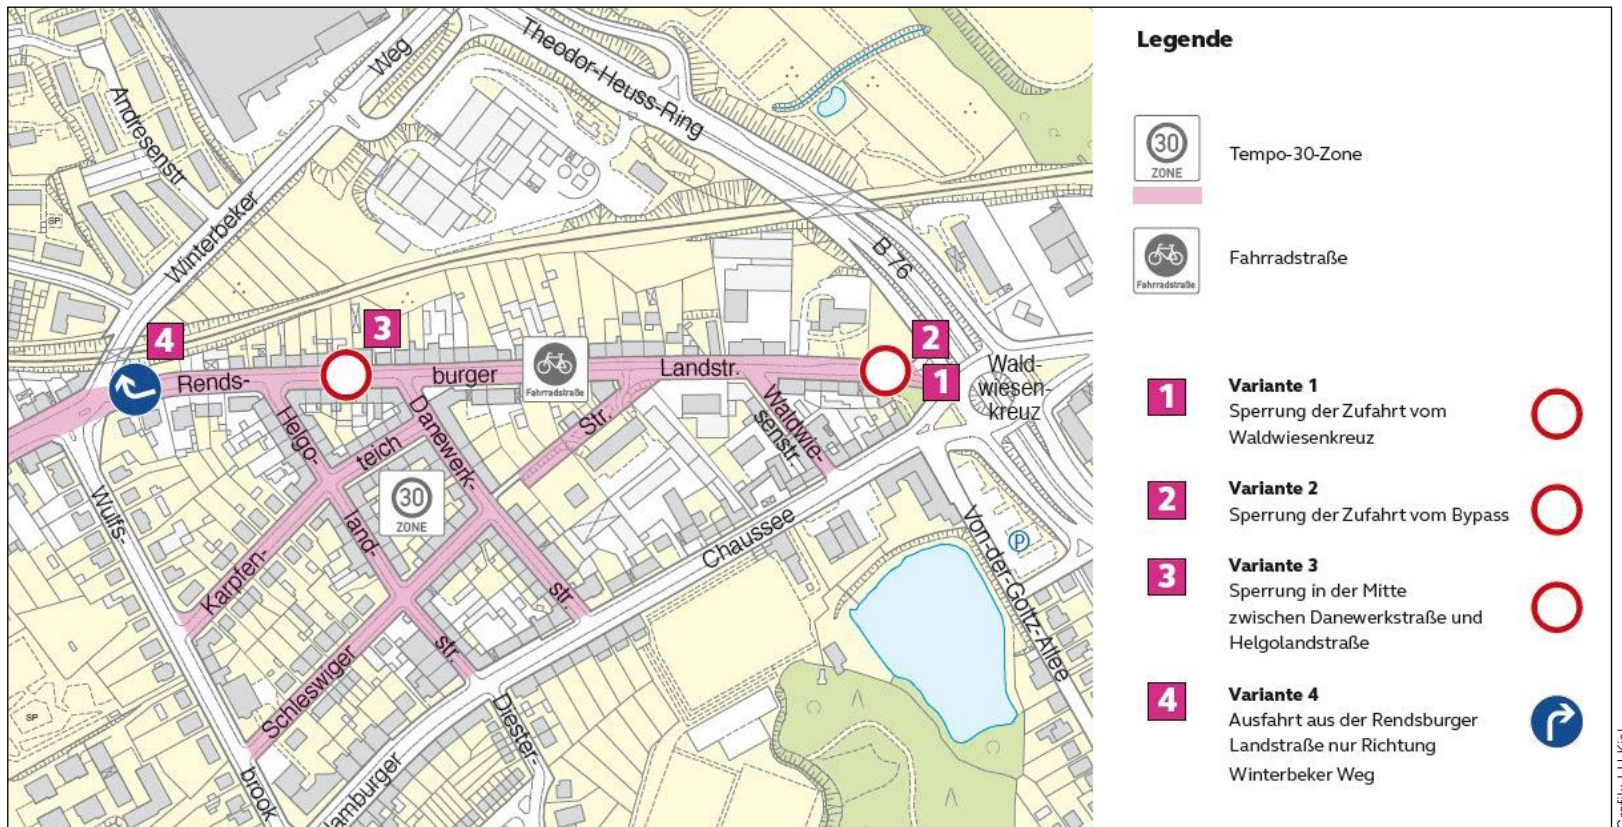 Andresenstr
Weg
Theodor-Heuss-Ring
Winterbeker
SP
B 76
4
3
2
1
Rends-
burger
Landstr.
Fahrradstraße
Wald-
wiesen-
kreuz
Helgo-
teich
Danewerk-
Str.
Waldwie-
senstr.
30
ZONE
Wulfs-
land-
Karpfen-
Chaussee
P
Von-der-Goltz-Allee
str.
str.
Schleswiger
SP
Diester-
brook
Hamburger
Legende
30
ZONE
Tempo-30-Zone
Fahrradstraße
Fahrradstraße
1
Variante 1
Sperrung der Zufahrt vom
Waldwiesenkreuz
2
Variante 2
Sperrung der Zufahrt vom Bypass
3
Variante 3
Sperrung in der Mitte
zwischen Danewerkstraße und
Helgolandstraße
4
Variante 4
Ausfahrt aus der Rendsburger
Landstraße nur Richtung
Winterbeker Weg